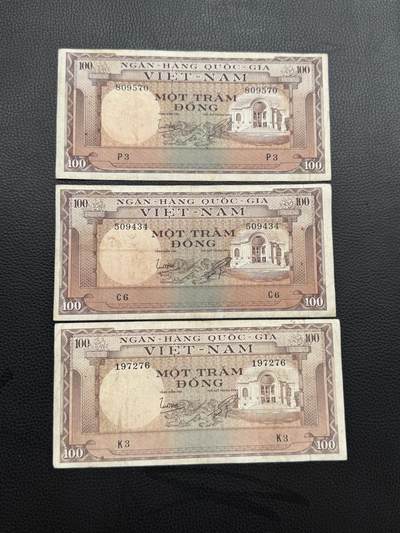 100 NGÂN-HÀNG QUỐC-GIA 100
VIỆT-NAM
809570 809570
MỘT TRĂM
ĐỒNG
P3 P3
100 100
100 NGÂN-HÀNG QUỐC-GIA 100
VIỆT-NAM
509434 509434
MỘT TRĂM
ĐỒNG
C6 C6
100 100
100 NGÂN-HÀNG QUỐC-GIA 100
VIỆT-NAM
197276 197276
MỘT TRĂM
ĐỒNG
K3 K3
100 100